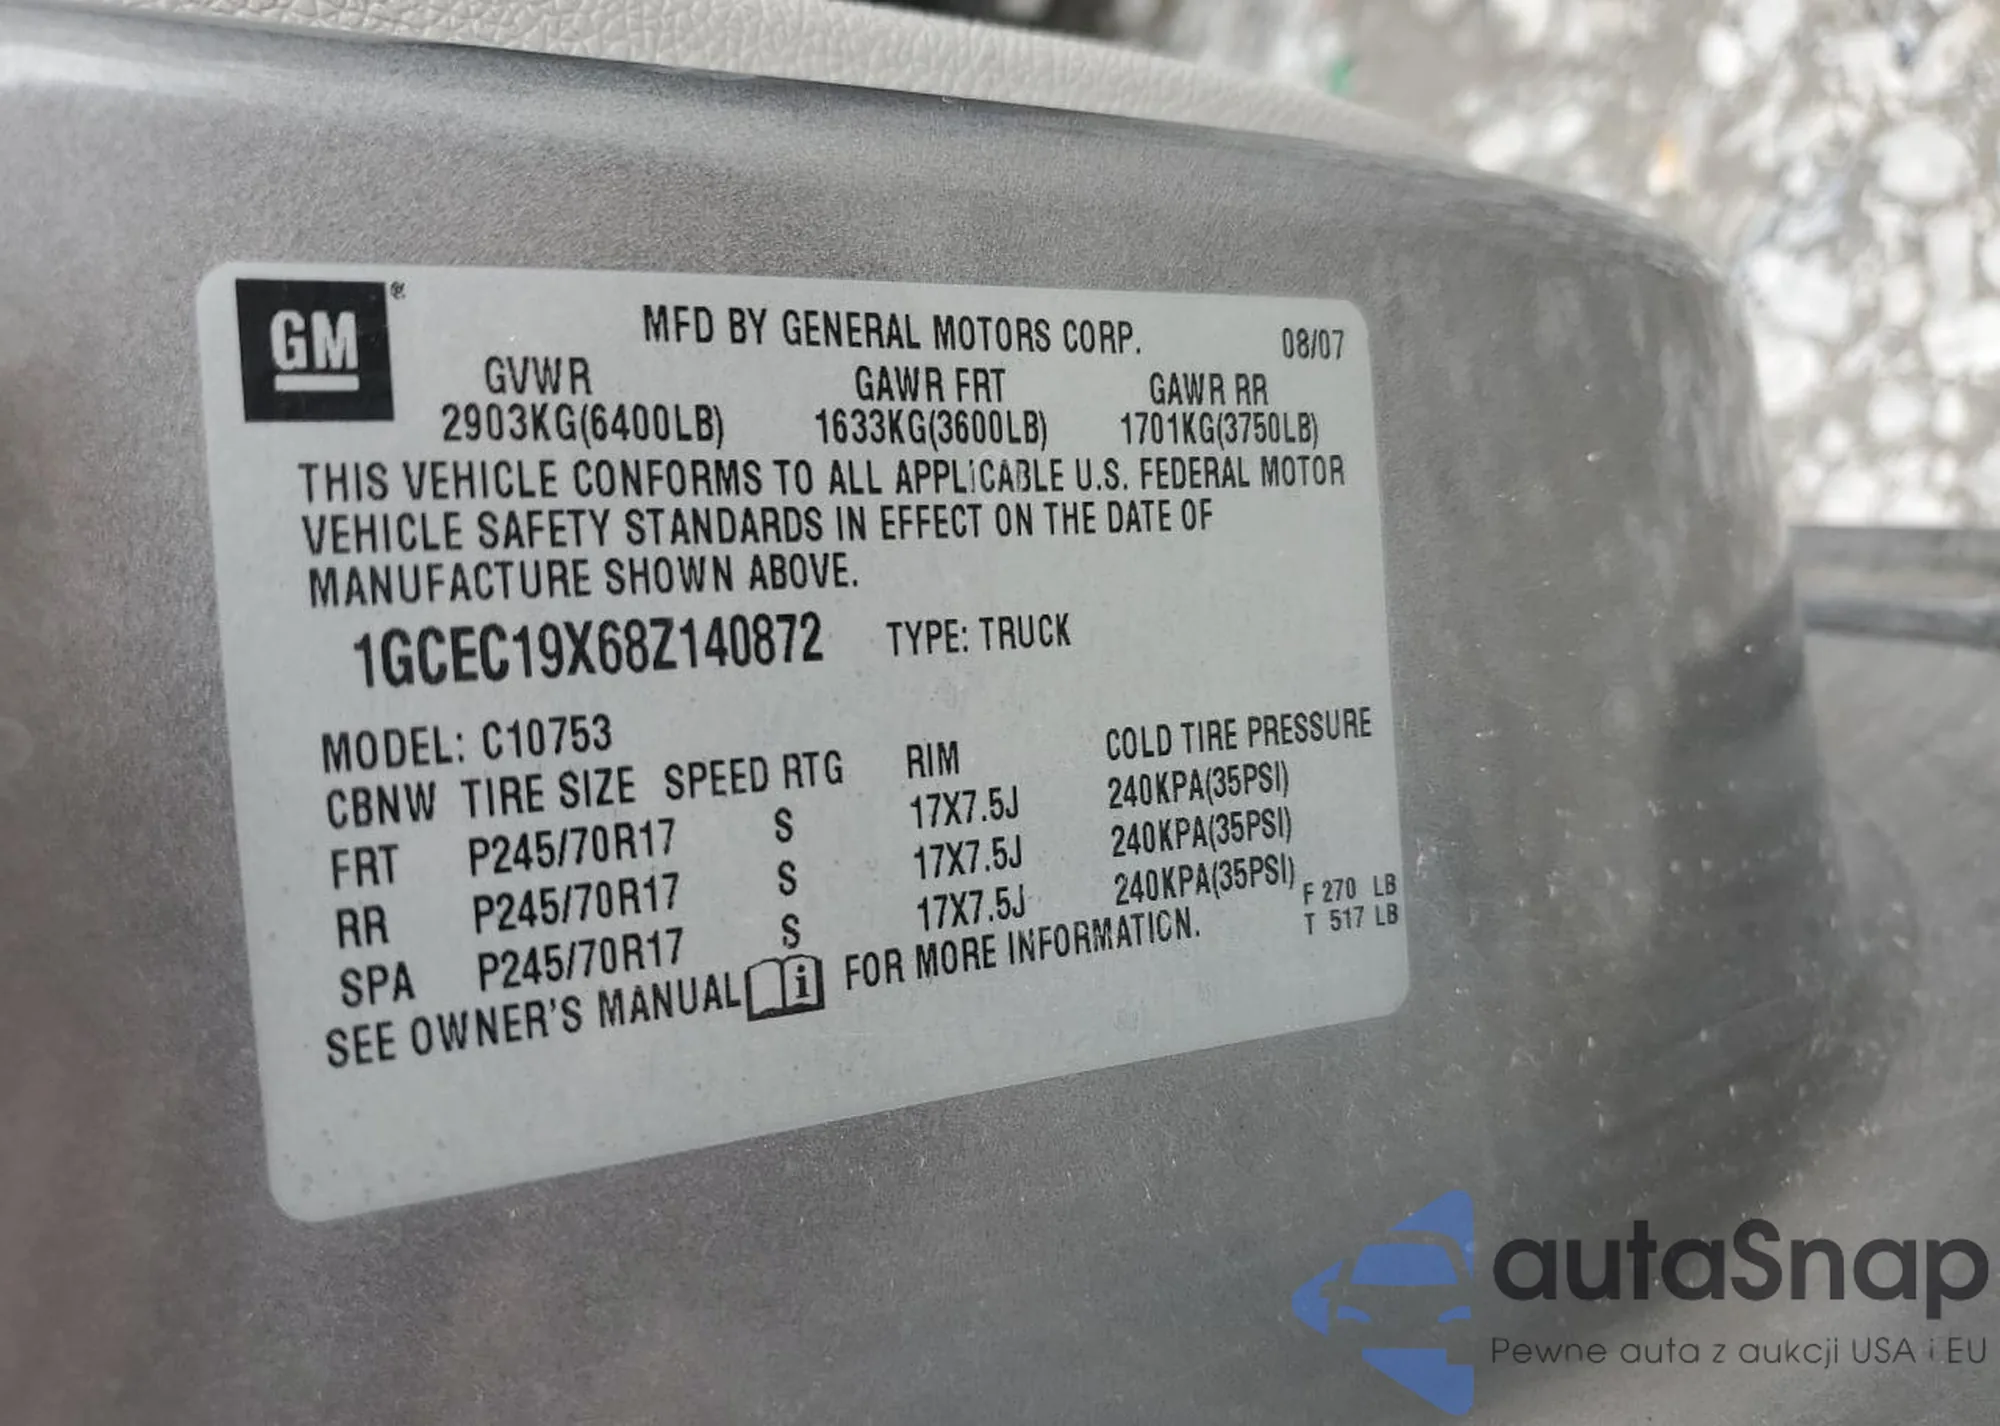 GM®
MFD BY GENERAL MOTORS CORP. 08/07
GVWR GAWR FRT GAWR RR
2903KG(6400LB) 1633KG(3600LB) 1701KG(3750LB)
THIS VEHICLE CONFORMS TO ALL APPLICABLE U.S. FEDERAL MOTOR
VEHICLE SAFETY STANDARDS IN EFFECT ON THE DATE OF
MANUFACTURE SHOWN ABOVE.
1GCEC19X68Z140872 TYPE: TRUCK
MODEL: C10753
CBNW TIRE SIZE SPEED RTG RIM COLD TIRE PRESSURE
FRT P245/70R17 S 17X7.5J 240KPA(35PSI)
RR P245/70R17 S 17X7.5J 240KPA(35PSI)
SPA P245/70R17 S 17X7.5J 240KPA(35PSI)
F 270 LB
T 517 LB
SEE OWNER'S MANUAL i FOR MORE INFORMATION.
autaSnap
Pewne auta z aukcji USA i EU